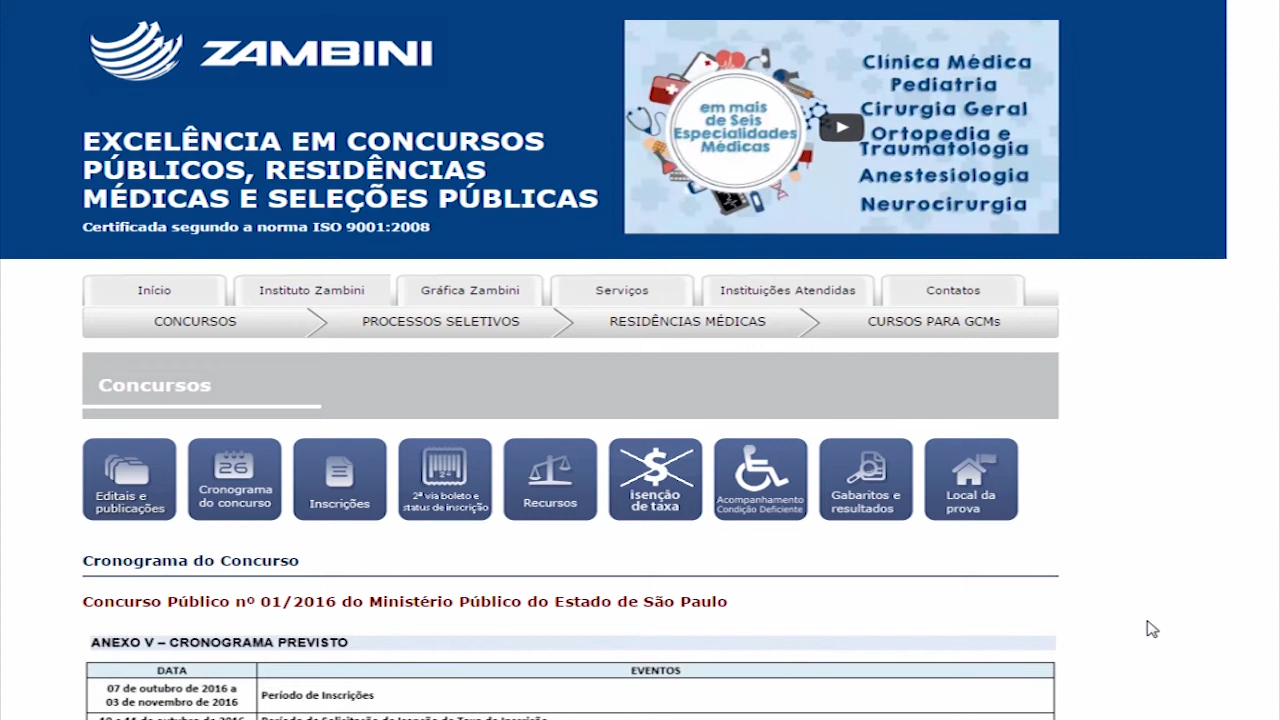 ZAMBINI
EXCELÊNCIA EM CONCURSOS
PÚBLICOS, RESIDÊNCIAS
MÉDICAS E SELEÇÕES PÚBLICAS
Certificada segundo a norma ISO 9001:2008
em mais
de Seis
Especialidades
Médicas
Clínica Médica
Pediatria
Cirurgia Geral
Ortopedia e
Traumatologia
Anestesiologia
Neurocirurgia
Início
Instituto Zambini
Gráfica Zambini
Serviços
Instituições Atendidas
Contatos
CONCURSOS
PROCESSOS SELETIVOS
RESIDÊNCIAS MÉDICAS
CURSOS PARA GCMs
Concursos
Editais e
publicações
26
Cronograma
do concurso
Inscrições
2ª via boleto e
status de inscrição
Recursos
$
isenção
de taxa
Acompanhamento
Condição Deficiente
Gabaritos e
resultados
Local da
prova
Cronograma do Concurso
Concurso Público nº 01/2016 do Ministério Público do Estado de São Paulo
ANEXO V – CRONOGRAMA PREVISTO
DATA
EVENTOS
07 de outubro de 2016 a
03 de novembro de 2016
Período de Inscrições